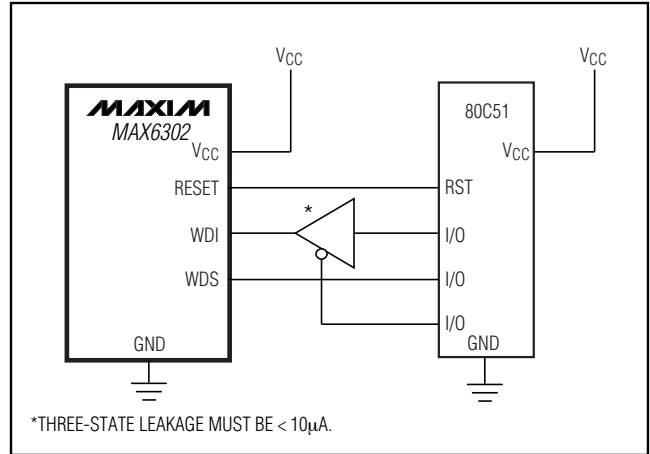 VCC
MAXIM
MAX6302
VCC
RESET
WDI
WDS
GND
*
VCC
80C51
VCC
RST
I/O
I/O
I/O
GND
*THREE-STATE LEAKAGE MUST BE < 10µA.